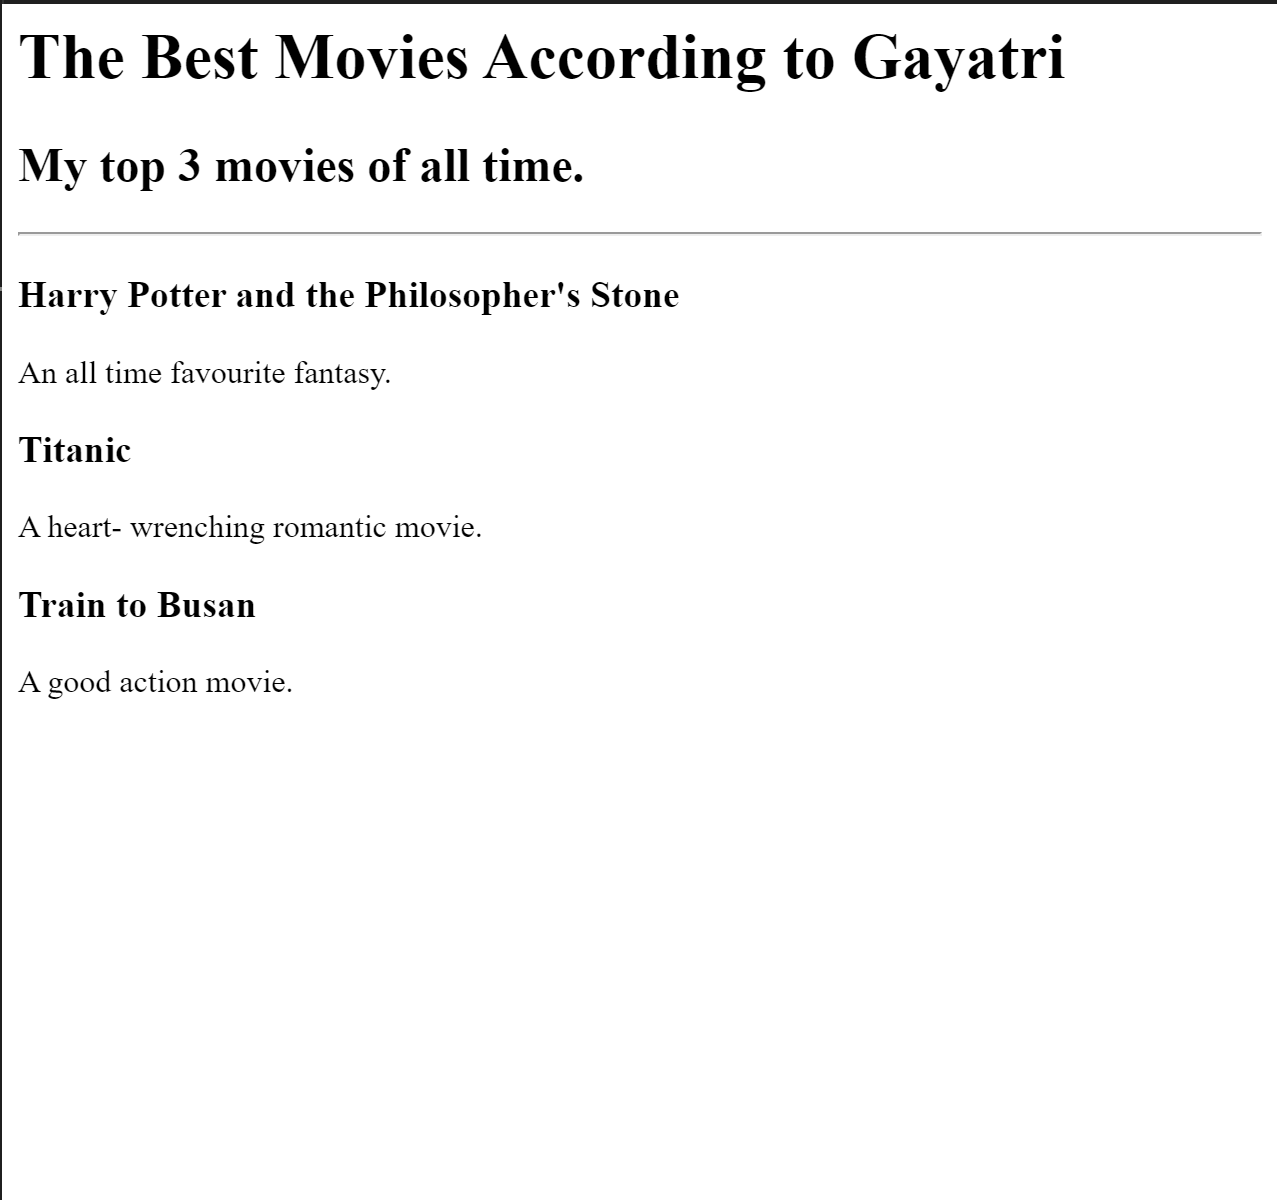 The Best Movies According to Gayatri
My top 3 movies of all time.
Harry Potter and the Philosopher's Stone
An all time favourite fantasy.
Titanic
A heart- wrenching romantic movie.
Train to Busan
A good action movie.